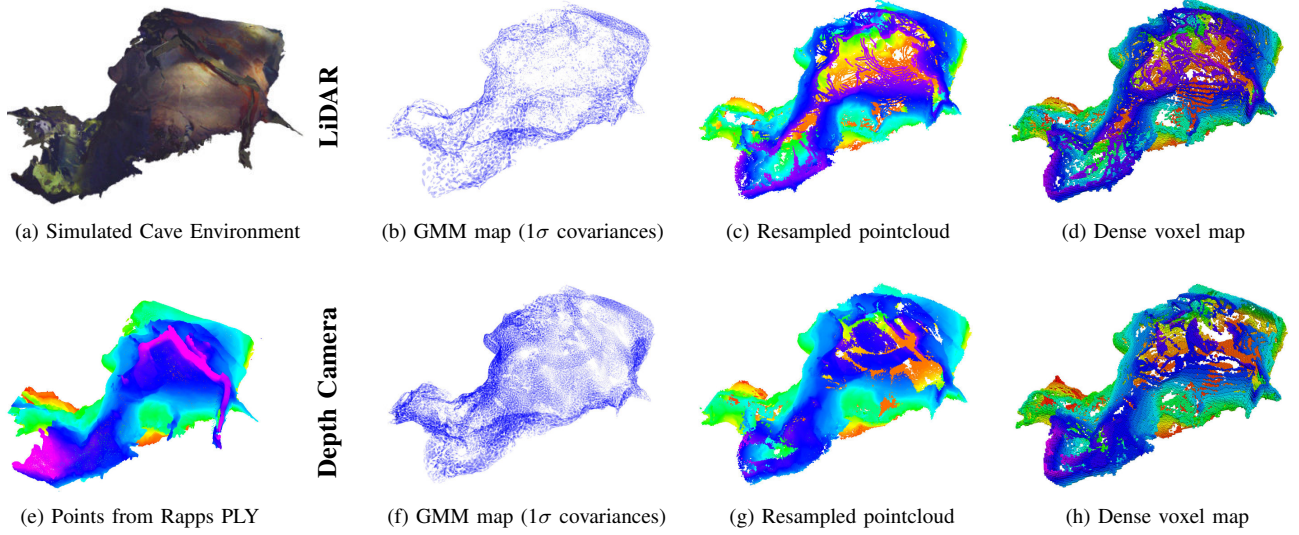 LiDAR
(a) Simulated Cave Environment
(b) GMM map (1σ covariances)
(c) Resampled pointcloud
(d) Dense voxel map
Depth Camera
(e) Points from Rapps PLY
(f) GMM map (1σ covariances)
(g) Resampled pointcloud
(h) Dense voxel map